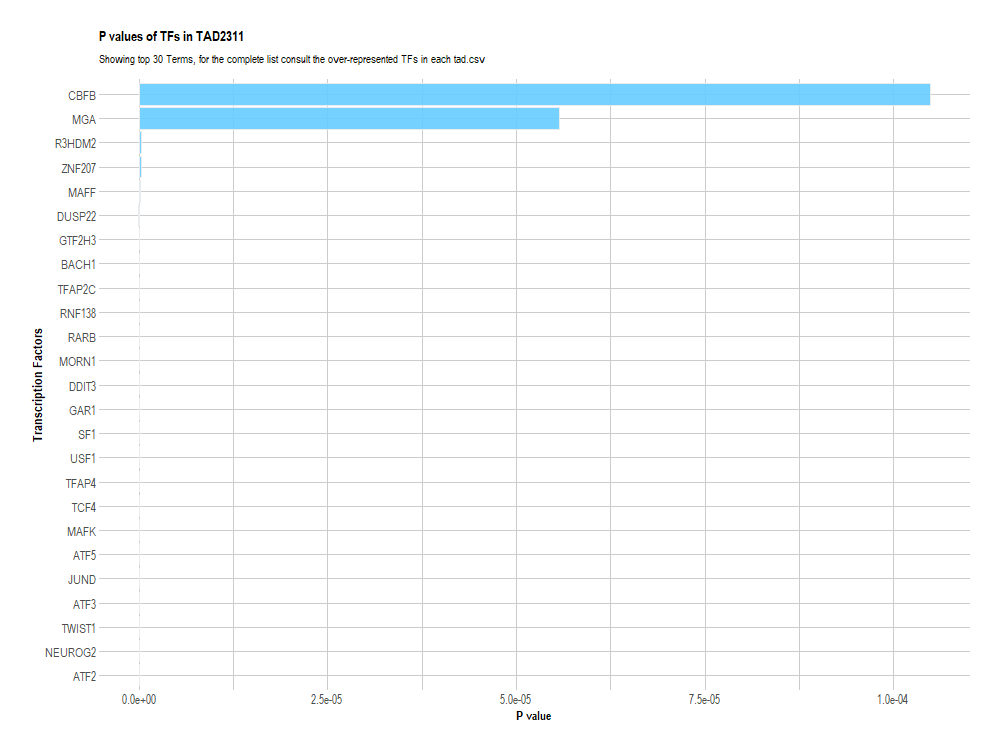 P values of TFs in TAD2311
Showing top 30 Terms, for the complete list consult the over-represented TFs in each tad.csv
CBFB
MGA
R3HDM2
ZNF207
MAFF
DUSP22
GTF2H3
BACH1
TFAP2C
RNF138
RARB
MORN1
DDIT3
GAR1
SF1
USF1
TFAP4
TCF4
MAFK
ATF5
JUND
ATF3
TWIST1
NEUROG2
ATF2
Transcription Factors
0.0e+00 2.5e-05 5.0e-05 7.5e-05 1.0e-04
P value